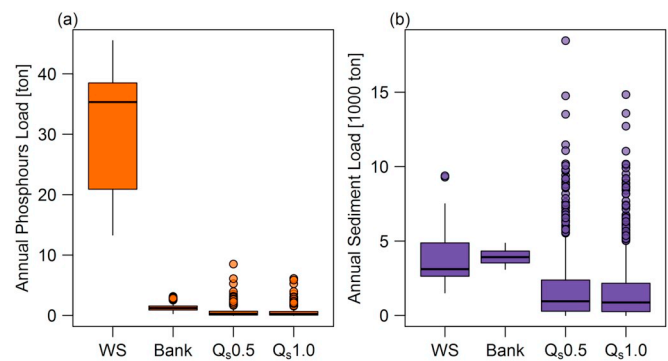 (a)
Annual Phosphours Load [ton]
40
30
20
10
0
WS Bank Qs0.5 Qs1.0
(b)
Annual Sediment Load [1000 ton]
15
10
5
0
WS Bank Qs0.5 Qs1.0